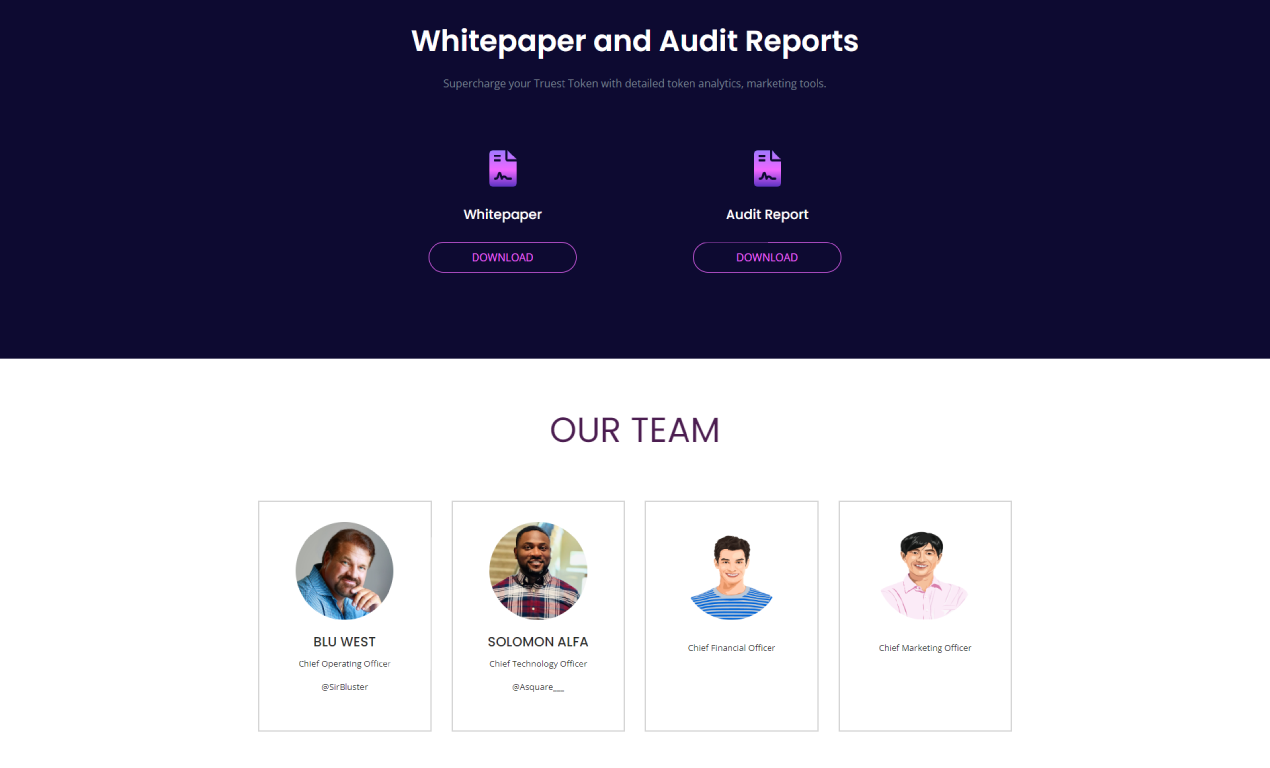 Whitepaper and Audit Reports
Supercharge your Truest Token with detailed token analytics, marketing tools.
Whitepaper
Audit Report
DOWNLOAD
DOWNLOAD
OUR TEAM
BLU WEST
Chief Operating Officer
@SirBluster
SOLOMON ALFA
Chief Technology Officer
@Asquare___
Chief Financial Officer
Chief Marketing Officer